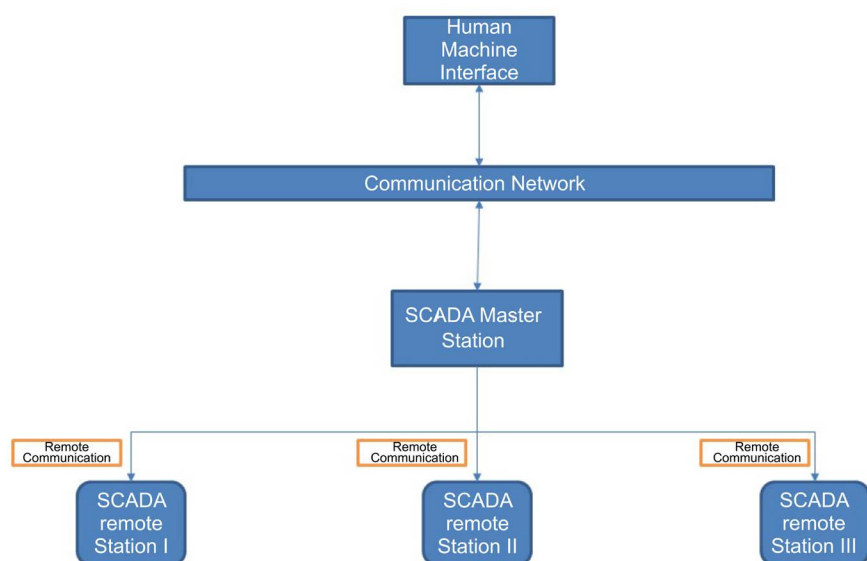 Human
Machine
Interface
Communication Network
SCADA Master
Station
Remote
Communication
Remote
Communication
Remote
Communication
SCADA
remote
Station I
SCADA
remote
Station II
SCADA
remote
Station III